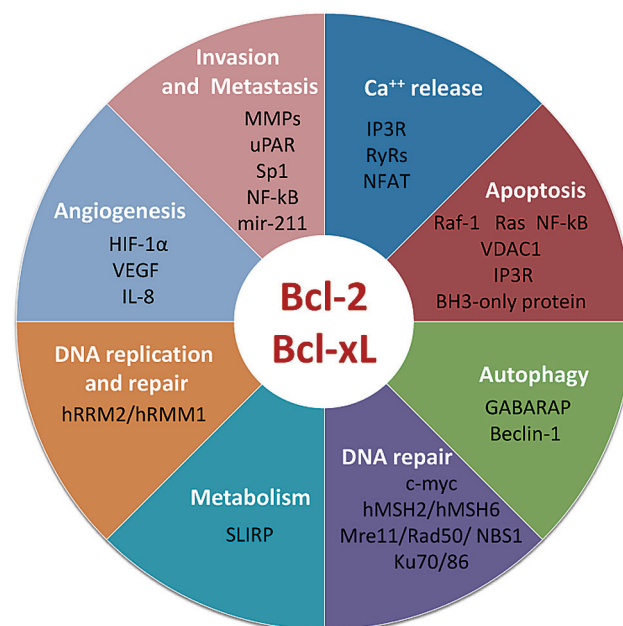 Invasion
and Metastasis
MMPs
uPAR
Sp1
NF-kB
mir-211
Ca⁺⁺ release
IP3R
RyRs
NFAT
Apoptosis
Raf-1 Ras NF-kB
VDAC1
IP3R
BH3-only protein
Autophagy
GABARAP
Beclin-1
DNA repair
c-myc
hMSH2/hMSH6
Mre11/Rad50/ NBS1
Ku70/86
Metabolism
SLIRP
DNA replication
and repair
hRRM2/hRMM1
Angiogenesis
HIF-1α
VEGF
IL-8
Bcl-2
Bcl-xL